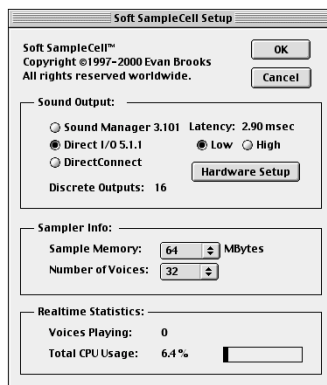 Soft SampleCell Setup
Soft SampleCell™
Copyright ©1997-2000 Evan Brooks
All rights reserved worldwide.
OK
Cancel
Sound Output:
Sound Manager 3.101 Latency: 2.90 msec
Direct I/O 5.1.1 Low High
DirectConnect
Hardware Setup
Discrete Outputs: 16
Sampler Info:
Sample Memory: 64 MBytes
Number of Voices: 32
Realtime Statistics:
Voices Playing: 0
Total CPU Usage: 6.4%